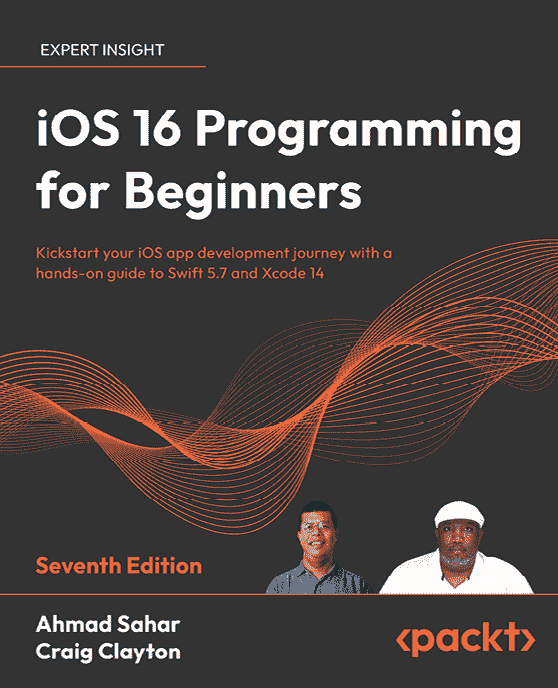 EXPERT INSIGHT
iOS 16 Programming
for Beginners
Kickstart your iOS app development journey with a
hands-on guide to Swift 5.7 and Xcode 14
Seventh Edition
Ahmad Sahar
Craig Clayton
<packt>